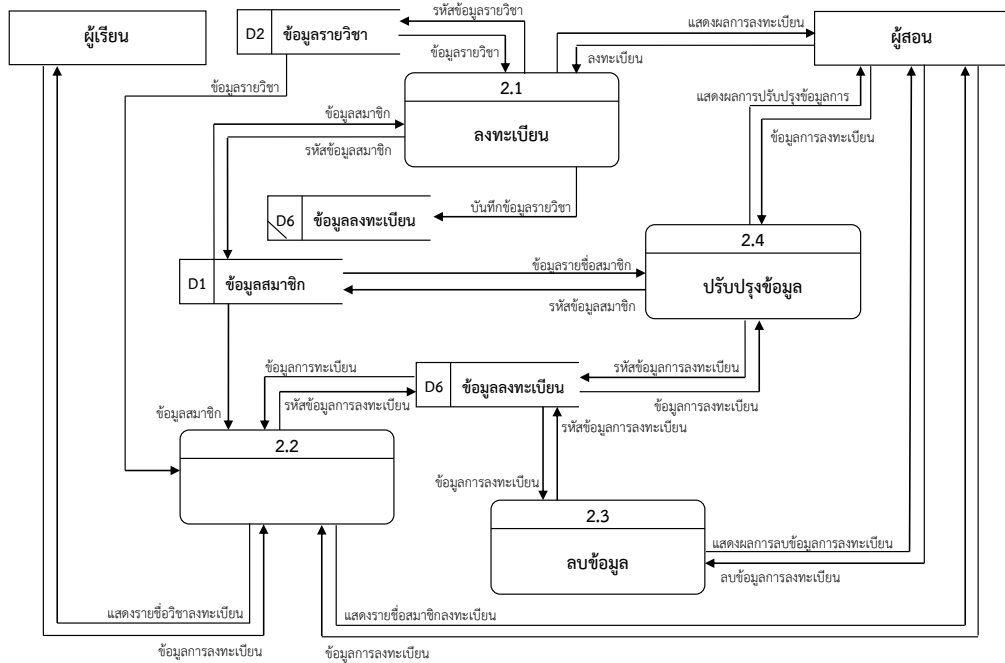 รหัสข้อมูลรายวิชา
ผู้เรียน
D2 ข้อมูลรายวิชา
แสดงผลการลงทะเบียน
ผู้สอน
ข้อมูลรายวิชา
ลงทะเบียน
ข้อมูลรายวิชา
2.1
ลงทะเบียน
แสดงผลการปรับปรุงข้อมูลการ
ข้อมูลสมาชิก
ข้อมูลการลงทะเบียน
รหัสข้อมูลสมาชิก
บันทึกข้อมูลรายวิชา
D6 ข้อมูลลงทะเบียน
2.4
ปรับปรุงข้อมูล
ข้อมูลรายชื่อสมาชิก
D1 ข้อมูลสมาชิก
รหัสข้อมูลสมาชิก
ข้อมูลการทะเบียน
รหัสข้อมูลการลงทะเบียน
D6 ข้อมูลลงทะเบียน
รหัสข้อมูลการลงทะเบียน
ข้อมูลการลงทะเบียน
ข้อมูลสมาชิก
รหัสข้อมูลการลงทะเบียน
2.2
ข้อมูลการลงทะเบียน
2.3
ลบข้อมูล
แสดงผลการลบข้อมูลการลงทะเบียน
ลบข้อมูลการลงทะเบียน
แสดงรายชื่อวิชาลงทะเบียน
แสดงรายชื่อสมาชิกลงทะเบียน
ข้อมูลการลงทะเบียน
ข้อมูลการลงทะเบียน